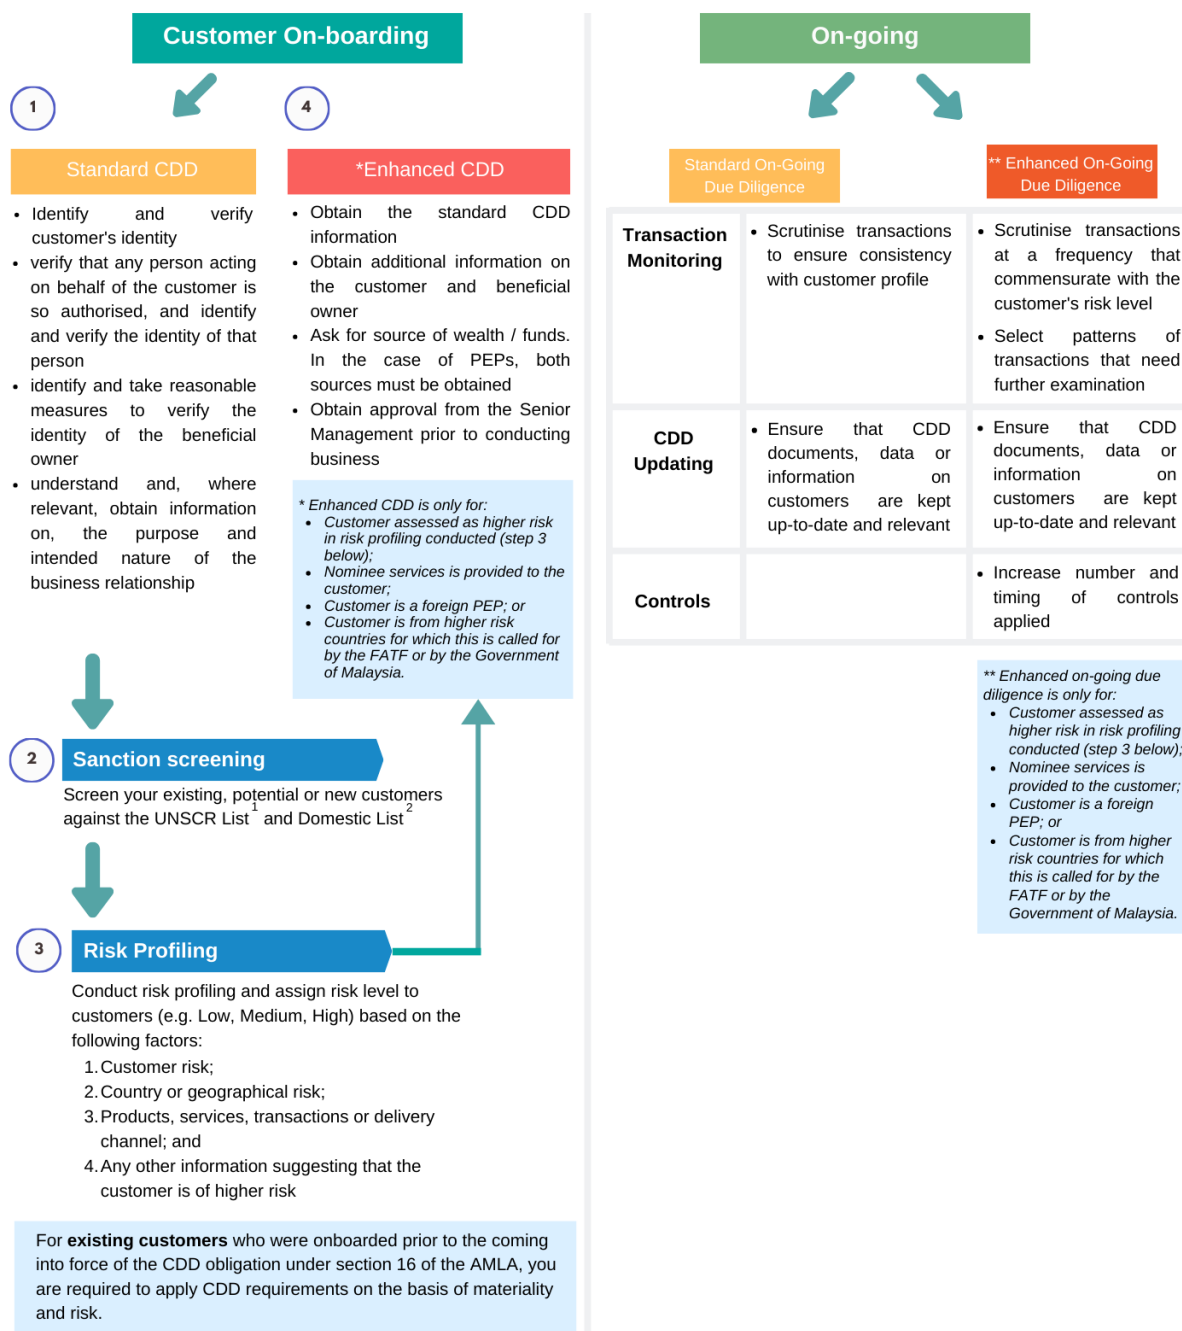 Customer On-boarding
1
Standard CDD
Identify and verify
customer's identity
verify that any person acting
on behalf of the customer is
so authorised, and identify
and verify the identity of that
person
identify and take reasonable
measures to verify the
identity of the beneficial
owner
understand and, where
relevant, obtain information
on, the purpose and
intended nature of the
business relationship
4
*Enhanced CDD
Obtain the standard CDD
information
Obtain additional information on
the customer and beneficial
owner
Ask for source of wealth / funds.
In the case of PEPs, both
sources must be obtained
Obtain approval from the Senior
Management prior to conducting
business
* Enhanced CDD is only for:
Customer assessed as higher risk
in risk profiling conducted (step 3
below);
Nominee services is provided to the
customer;
Customer is a foreign PEP; or
Customer is from higher risk
countries for which this is called for
by the FATF or by the Government
of Malaysia.
2
Sanction screening
Screen your existing, potential or new customers
against the UNSCR List1 and Domestic List2
3
Risk Profiling
Conduct risk profiling and assign risk level to
customers (e.g. Low, Medium, High) based on the
following factors:
1. Customer risk;
2. Country or geographical risk;
3. Products, services, transactions or delivery
channel; and
4. Any other information suggesting that the
customer is of higher risk
For existing customers who were onboarded prior to the coming
into force of the CDD obligation under section 16 of the AMLA, you
are required to apply CDD requirements on the basis of materiality
and risk.
On-going
Standard On-Going
Due Diligence
** Enhanced On-Going
Due Diligence
Transaction
Monitoring
Scrutinise transactions
to ensure consistency
with customer profile
Scrutinise transactions
at a frequency that
commensurate with the
customer's risk level
Select patterns of
transactions that need
further examination
CDD
Updating
Ensure that CDD
documents, data or
information on
customers are kept
up-to-date and relevant
Ensure that CDD
documents, data or
information on
customers are kept
up-to-date and relevant
Controls
Increase number and
timing of controls
applied
** Enhanced on-going due
diligence is only for:
Customer assessed as
higher risk in risk profiling
conducted (step 3 below);
Nominee services is
provided to the customer;
Customer is a foreign
PEP; or
Customer is from higher
risk countries for which
this is called for by the
FATF or by the
Government of Malaysia.